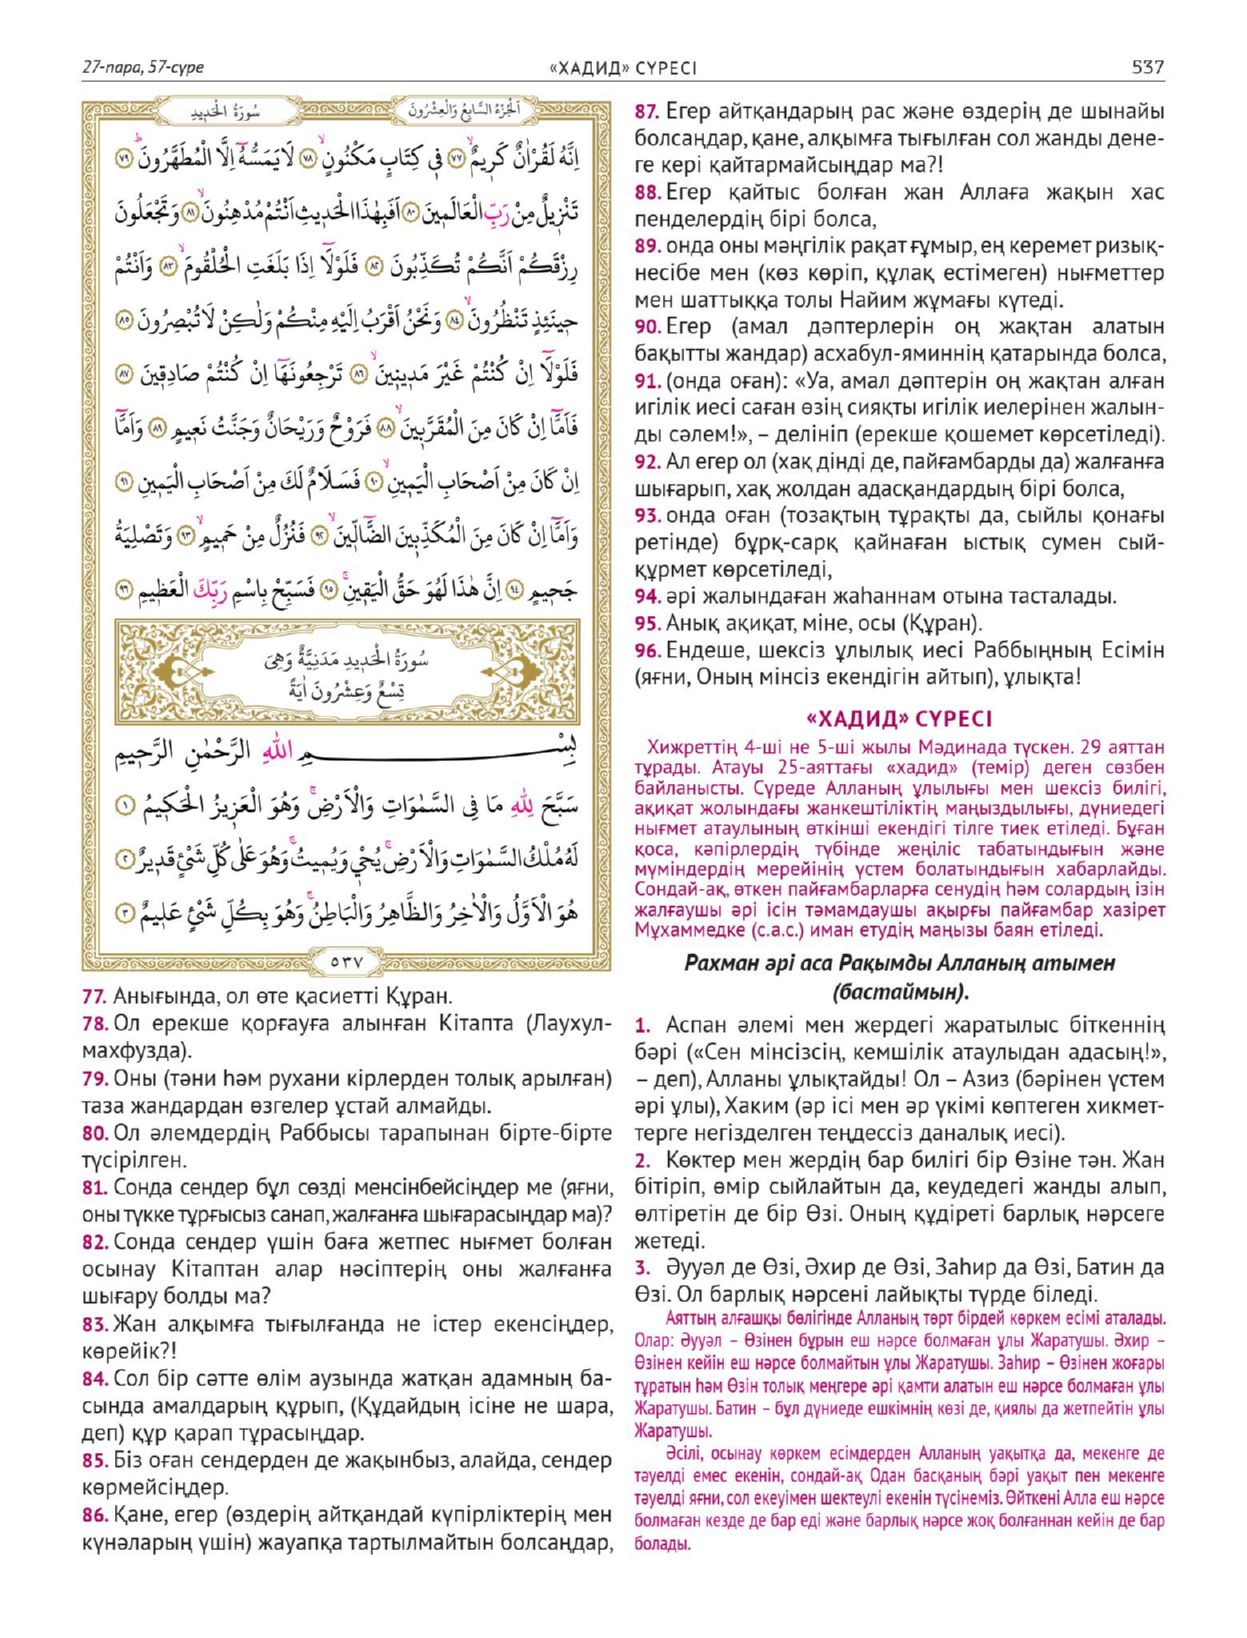 27-пара, 57-сүре
«ХАДИД» СҮРЕСІ
537
سُورَةُ الْحَدِيدِ
اَلْجُزْءُ السَّابِعُ وَالْعِشْرُونَ
اِنَّهُ لَقُرْاٰنٌ كَرِيمٌۙ ﴿٧٧﴾ فِي كِتَابٍ مَكْنُونٍۙ ﴿٧٨﴾ لَا يَمَسُّهُٓ اِلَّا الْمُطَهَّرُونَۜ ﴿٧٩﴾
تَنْزِيلٌ مِنْ رَبِّ الْعَالَمِينَ ﴿٨٠﴾ اَفَبِهٰذَا الْحَدِيثِ اَنْتُمْ مُدْهِنُونَۙ ﴿٨١﴾ وَتَجْعَلُونَ
رِزْقَكُمْ اَنَّكُمْ تُكَذِّبُونَ ﴿٨٢﴾ فَلَوْلَٓا اِذَا بَلَغَتِ الْحُلْقُومَۙ ﴿٨٣﴾ وَاَنْتُمْ
حِينَئِذٍ تَنْظُرُونَۙ ﴿٨٤﴾ وَنَحْنُ اَقْرَبُ اِلَيْهِ مِنْكُمْ وَلٰكِنْ لَا تُبْصِرُونَ ﴿٨٥﴾
فَلَوْلَٓا اِنْ كُنْتُمْ غَيْرَ مَدِينِينَۙ ﴿٨٦﴾ تَرْجِعُونَهَٓا اِنْ كُنْتُمْ صَادِقِينَ ﴿٨٧﴾
فَاَمَّٓا اِنْ كَانَ مِنَ الْمُقَرَّبِينَۙ ﴿٨٨﴾ فَرَوْحٌ وَرَيْحَانٌ وَجَنَّتُ نَعِيمٍ ﴿٨٩﴾ وَاَمَّٓا
اِنْ كَانَ مِنْ اَصْحَابِ الْيَمِينِۙ ﴿٩٠﴾ فَسَلَامٌ لَكَ مِنْ اَصْحَابِ الْيَمِينِ ﴿٩١﴾
وَاَمَّٓا اِنْ كَانَ مِنَ الْمُكَذِّبِينَ الضَّٓالِّينَۙ ﴿٩٢﴾ فَنُزُلٌ مِنْ حَمِيمٍۙ ﴿٩٣﴾ وَتَصْلِيَةُ
جَحِيمٍ ﴿٩٤﴾ اِنَّ هٰذَا لَهُوَ حَقُّ الْيَقِينِۚ ﴿٩٥﴾ فَسَبِّحْ بِاسْمِ رَبِّكَ الْعَظِيمِ ﴿٩٦﴾
سُورَةُ الْحَدِيدِ مَدَنِيَّةٌ وَهِيَ
تِسْعٌ وَعِشْرُونَ اٰيَةً
بِسْمِ اللّٰهِ الرَّحْمٰنِ الرَّحِيمِ
سَبَّحَ لِلّٰهِ مَا فِي السَّمٰوَاتِ وَالْاَرْضِۚ وَهُوَ الْعَزِيزُ الْحَكِيمُ ﴿١﴾
لَهُ مُلْكُ السَّمٰوَاتِ وَالْاَرْضِۚ يُحْيِي وَيُمِيتُۚ وَهُوَ عَلٰى كُلِّ شَيْءٍ قَدِيرٌ ﴿٢﴾
هُوَ الْاَوَّلُ وَالْاٰخِرُ وَالظَّاهِرُ وَالْبَاطِنُۚ وَهُوَ بِكُلِّ شَيْءٍ عَلِيمٌ ﴿٣﴾
٥٣٧
77. Анығында, ол өте қасиетті Құран.
78. Ол ерекше қорғауға алынған Кітапта (Лаухул-
махфузда).
79. Оны (тәни һәм рухани кірлерден толық арылған)
таза жандардан өзгелер ұстай алмайды.
80. Ол әлемдердің Раббысы тарапынан бірте-бірте
түсірілген.
81. Сонда сендер бұл сөзді менсінбейсіңдер ме (яғни,
оны түкке тұрғысыз санап, жалғанға шығарасыңдар ма)?
82. Сонда сендер үшін баға жетпес нығмет болған
осынау Кітаптан алар нәсіптерің оны жалғанға
шығару болды ма?
83. Жан алқымға тығылғанда не істер екенсіңдер,
көрейік?!
84. Сол бір сәтте өлім аузында жатқан адамның ба-
сында амалдарың құрып, (Құдайдың ісіне не шара,
деп) құр қарап тұрасыңдар.
85. Біз оған сендерден де жақынбыз, алайда, сендер
көрмейсіңдер.
86. Қане, егер (өздерің айтқандай күпірліктерің мен
күнәларың үшін) жауапқа тартылмайтын болсаңдар,
87. Егер айтқандарың рас және өздерің де шынайы
болсаңдар, қане, алқымға тығылған сол жанды дене-
ге кері қайтармайсыңдар ма?!
88. Егер қайтыс болған жан Аллаға жақын хас
пенделердің бірі болса,
89. онда оны мәңгілік рақат ғұмыр, ең керемет ризық-
несібе мен (көз көріп, құлақ естімеген) нығметтер
мен шаттыққа толы Найим жұмағы күтеді.
90. Егер (амал дәптерлерін оң жақтан алатын
бақытты жандар) асхабул-яминнің қатарында болса,
91. (онда оған): «Уа, амал дәптерін оң жақтан алған
игілік иесі саған өзің сияқты игілік иелерінен жалын-
ды сәлем!», – делініп (ерекше қошемет көрсетіледі).
92. Ал егер ол (хақ дінді де, пайғамбарды да) жалғанға
шығарып, хақ жолдан адасқандардың бірі болса,
93. онда оған (тозақтың тұрақты да, сыйлы қонағы
ретінде) бұрқ-сарқ қайнаған ыстық сумен сый-
құрмет көрсетіледі,
94. әрі жалындаған жаһаннам отына тасталады.
95. Анық ақиқат, міне, осы (Құран).
96. Ендеше, шексіз ұлылық иесі Раббыңның Есімін
(яғни, Оның мінсіз екендігін айтып), ұлықта!
«ХАДИД» СҮРЕСІ
Хижреттің 4-ші не 5-ші жылы Мәдинада түскен. 29 аяттан
тұрады. Атауы 25-аяттағы «хадид» (темір) деген сөзбен
байланысты. Сүреде Алланың ұлылығы мен шексіз билігі,
ақиқат жолындағы жанкештіліктің маңыздылығы, дүниедегі
нығмет атаулының өткінші екендігі тілге тиек етіледі. Бұған
қоса, кәпірлердің түбінде жеңіліс табатындығын және
мүміндердің мерейінің үстем болатындығын хабарлайды.
Сондай-ақ, өткен пайғамбарларға сенудің һәм солардың ізін
жалғаушы әрі ісін тәмамдаушы ақырғы пайғамбар хазірет
Мұхаммедке (с.а.с.) иман етудің маңызы баян етіледі.
Рахман әрі аса Рақымды Алланың атымен
(бастаймын).
1. Аспан әлемі мен жердегі жаратылыс біткеннің
бәрі («Сен мінсізсің, кемшілік атаулыдан адасың!»,
– деп), Алланы ұлықтайды! Ол – Азиз (бәрінен үстем
әрі ұлы), Хаким (әр ісі мен әр үкімі көптеген хикмет-
терге негізделген теңдессіз даналық иесі).
2. Көктер мен жердің бар билігі бір Өзіне тән. Жан
бітіріп, өмір сыйлайтын да, кеудедегі жанды алып,
өлтіретін де бір Өзі. Оның құдіреті барлық нәрсеге
жетеді.
3. Әууәл де Өзі, Әхир де Өзі, Заһир да Өзі, Батин да
Өзі. Ол барлық нәрсені лайықты түрде біледі.
Аяттың алғашқы бөлігінде Алланың төрт бірдей көркем есімі аталады.
Олар: Әууәл – Өзінен бұрын еш нәрсе болмаған ұлы Жаратушы. Әхир –
Өзінен кейін еш нәрсе болмайтын ұлы Жаратушы. Заһир – Өзінен жоғары
тұратын һәм Өзін толық меңгере әрі қамти алатын еш нәрсе болмаған ұлы
Жаратушы. Батин – бұл дүниеде ешкімнің көзі де, қиялы да жетпейтін ұлы
Жаратушы.
Әсілі, осынау көркем есімдерден Алланың уақытқа да, мекенге де
тәуелді емес екенін, сондай-ақ Одан басқаның бәрі уақыт пен мекенге
тәуелді яғни, сол екеуімен шектеулі екенін түсінеміз. Өйткені Алла еш нәрсе
болмаған кезде де бар еді және барлық нәрсе жоқ болғаннан кейін де бар
болады.